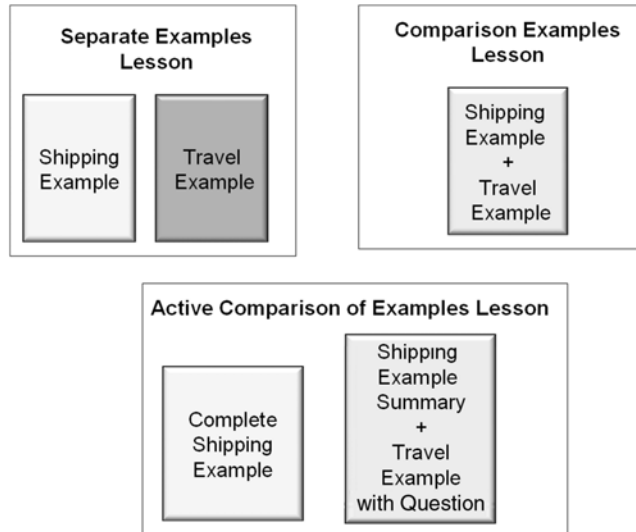 Separate Examples
Lesson
Shipping
Example
Travel
Example
Comparison Examples
Lesson
Shipping
Example
+
Travel
Example
Active Comparison of Examples Lesson
Complete
Shipping
Example
Shipping
Example
Summary
+
Travel
Example
with Question